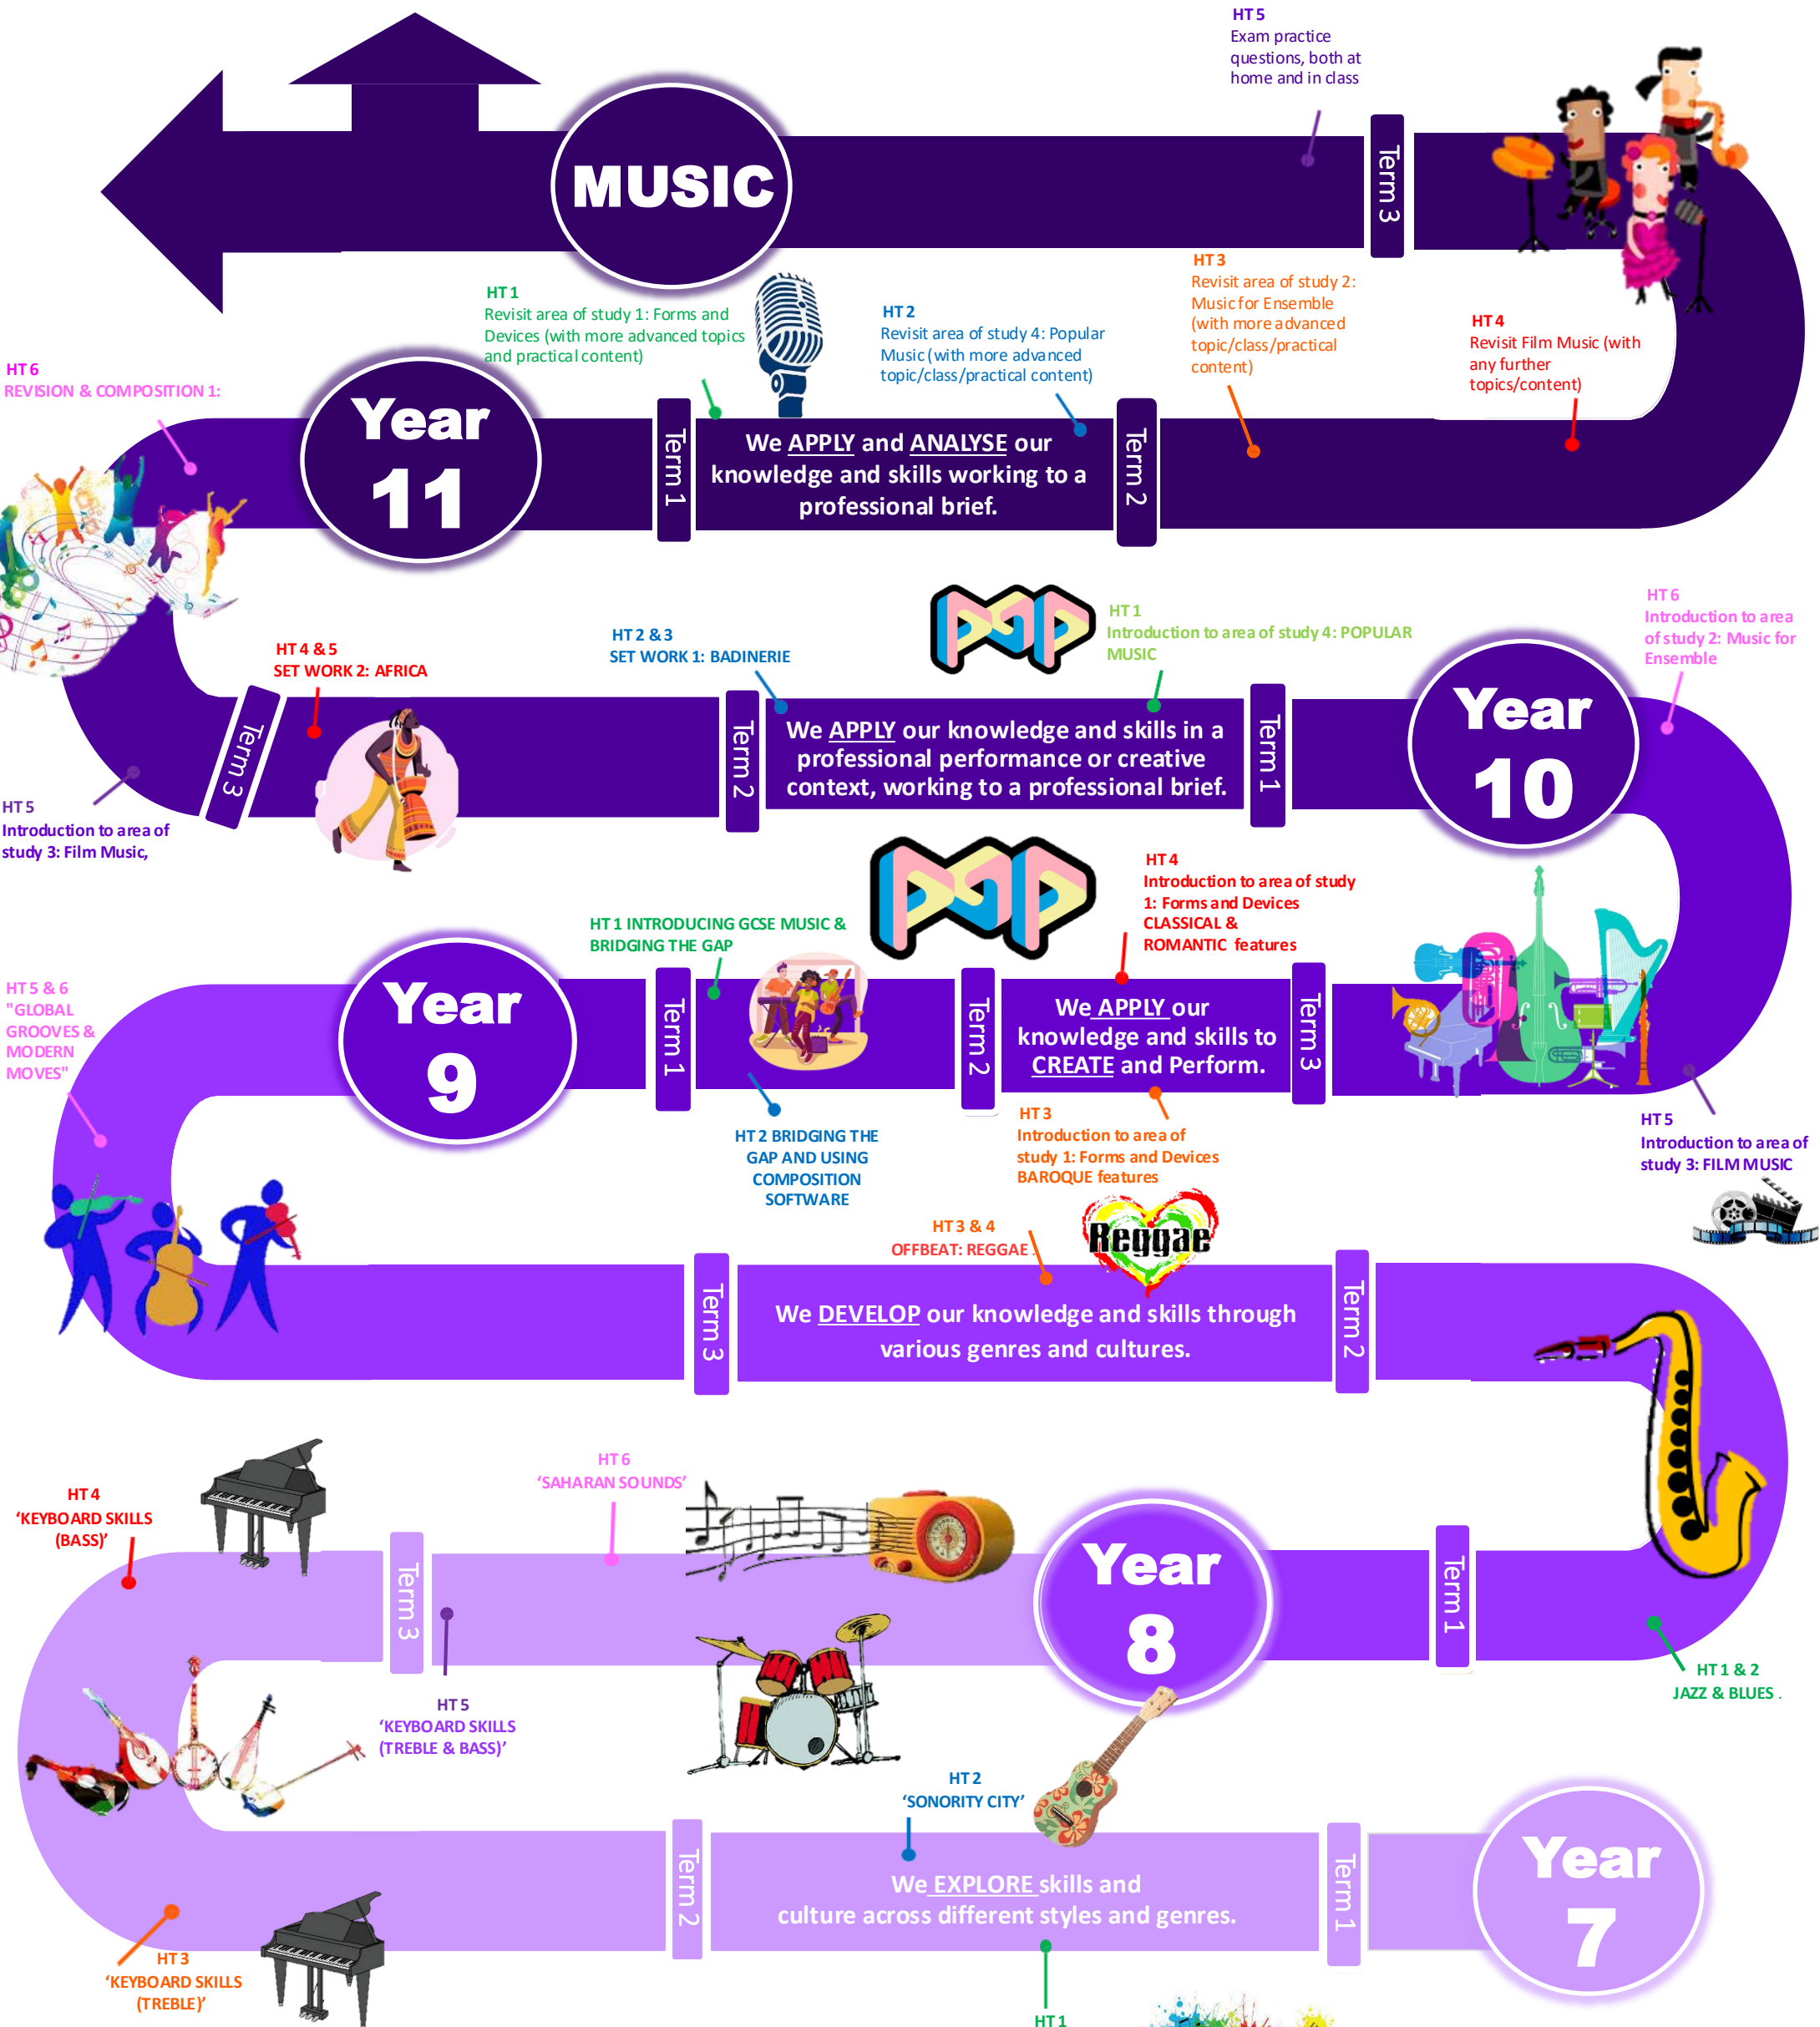 HT 5
Exam practice
questions, both at
home and in class
MUSIC
Term 3
HT 1
Revisit area of study 1: Forms and
Devices (with more advanced topics
and practical content)
HT 2
Revisit area of study 4: Popular
Music (with more advanced
topic/class/practical content)
HT 3
Revisit area of study 2:
Music for Ensemble
(with more advanced
topic/class/practical
content)
HT 4
Revisit Film Music (with
any further
topics/content)
HT 6
REVISION & COMPOSITION 1:
Year
11
Term 1
We APPLY and ANALYSE our
knowledge and skills working to a
professional brief.
Term 2
HT 4 & 5
SET WORK 2: AFRICA
HT 2 & 3
SET WORK 1: BADINERIE
pop
HT 1
Introduction to area of study 4: POPULAR
MUSIC
HT 6
Introduction to area
of study 2: Music for
Ensemble
Term 3
Term 2
We APPLY our knowledge and skills in a
professional performance or creative
context, working to a professional brief.
Term 1
Year
10
HT 5
Introduction to area of
study 3: Film Music,
HT 1 INTRODUCING GCSE MUSIC &
BRIDGING THE GAP
pop
HT 4
Introduction to area of study
1: Forms and Devices
CLASSICAL &
ROMANTIC features
HT 5 & 6
"GLOBAL
GROOVES &
MODERN
MOVES"
Year
9
Term 1
Term 2
We APPLY our
knowledge and skills to
CREATE and Perform.
Term 3
HT 2 BRIDGING THE
GAP AND USING
COMPOSITION
SOFTWARE
HT 3
Introduction to area of
study 1: Forms and Devices
BAROQUE features
HT 5
Introduction to area of
study 3: FILM MUSIC
HT 3 & 4
OFFBEAT: REGGAE .
Reggae
Term 3
We DEVELOP our knowledge and skills through
various genres and cultures.
Term 2
HT 4
‘KEYBOARD SKILLS
(BASS)’
HT 6
‘SAHARAN SOUNDS’
Term 3
Year
8
Term 1
HT 5
‘KEYBOARD SKILLS
(TREBLE & BASS)’
HT 1 & 2
JAZZ & BLUES .
HT 2
‘SONORITY CITY’
Term 2
We EXPLORE skills and
culture across different styles and genres.
Term 1
Year
7
HT 3
‘KEYBOARD SKILLS
(TREBLE)’
HT 1